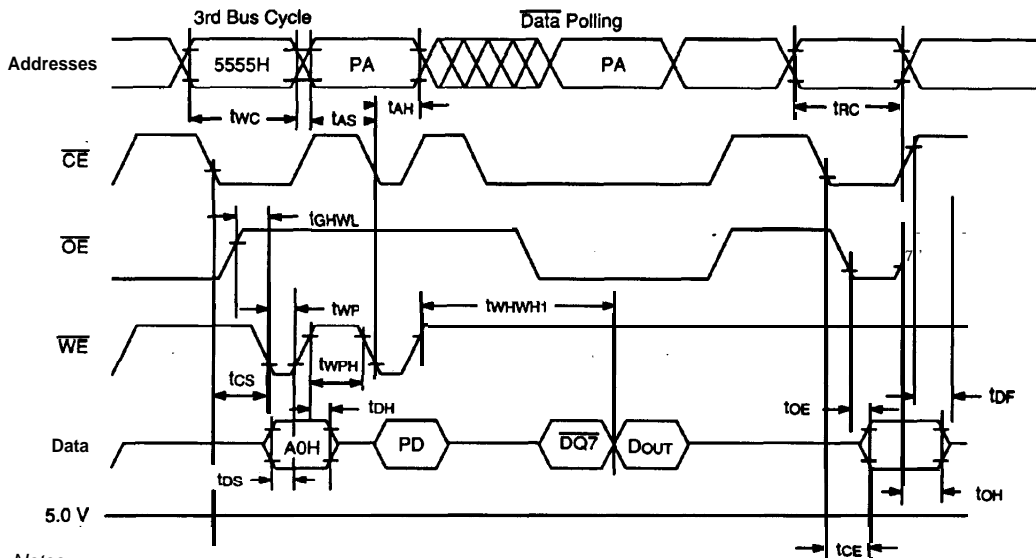 3rd Bus Cycle
Data Polling
Addresses
5555H
PA
PA
tWC
tAS
tAH
tRC
CE
tGHWL
OE
tWP
tWHWH1
WE
tWPH
tCS
tDH
tOE
tDF
Data
A0H
PD
DQ7
DOUT
tDS
tOH
5.0 V
tCE